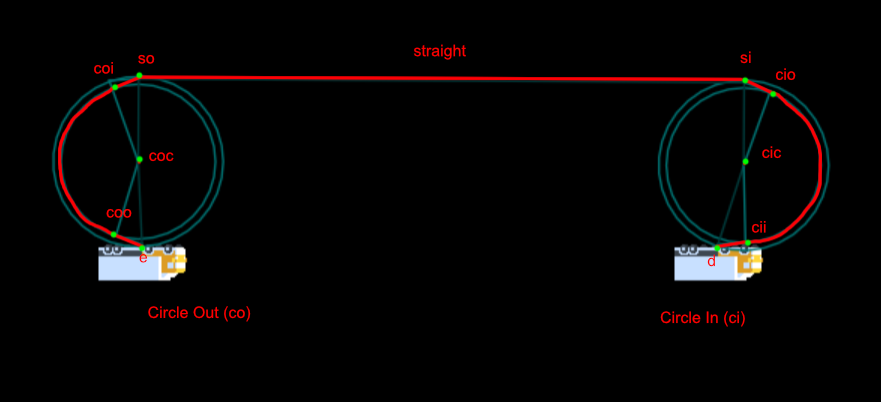 straight
so
si
coi
cio
coc
cic
coo
cii
e
d
Circle Out (co)
Circle In (ci)